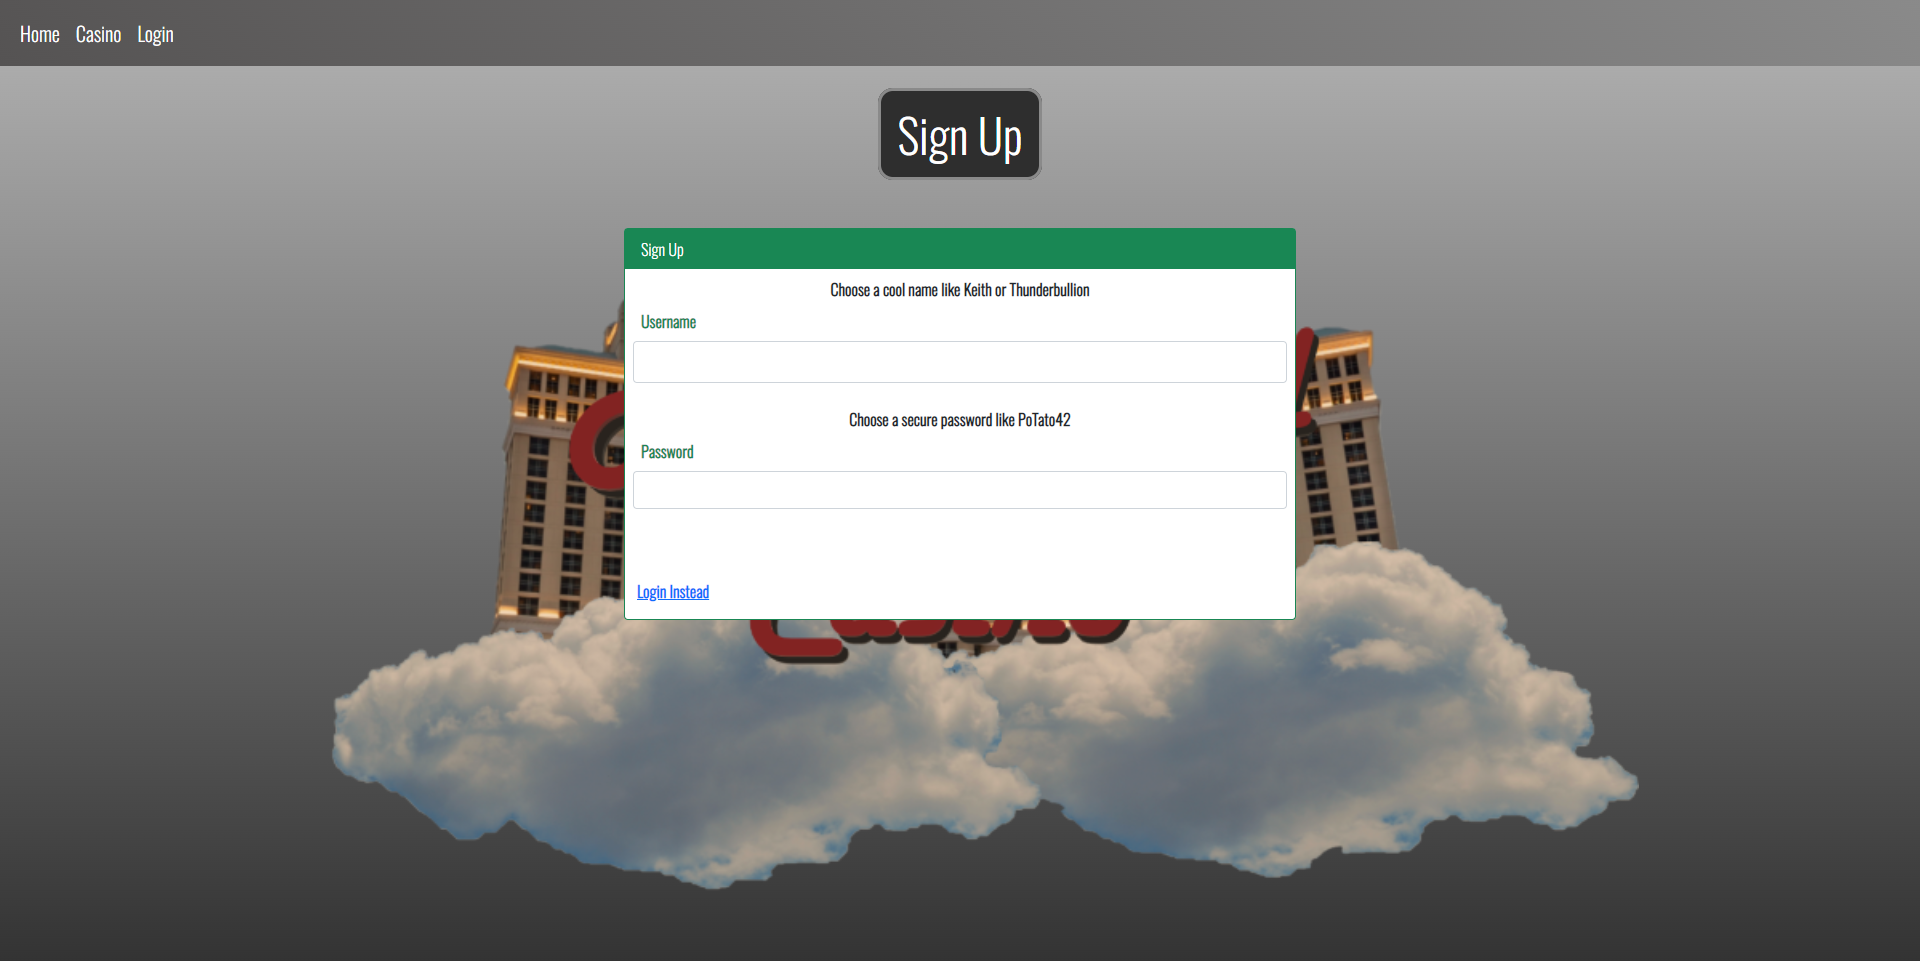 Home Casino Login
Sign Up
Sign Up
Choose a cool name like Keith or Thunderbullion
Username
Choose a secure password like PoTato42
Password
Login Instead